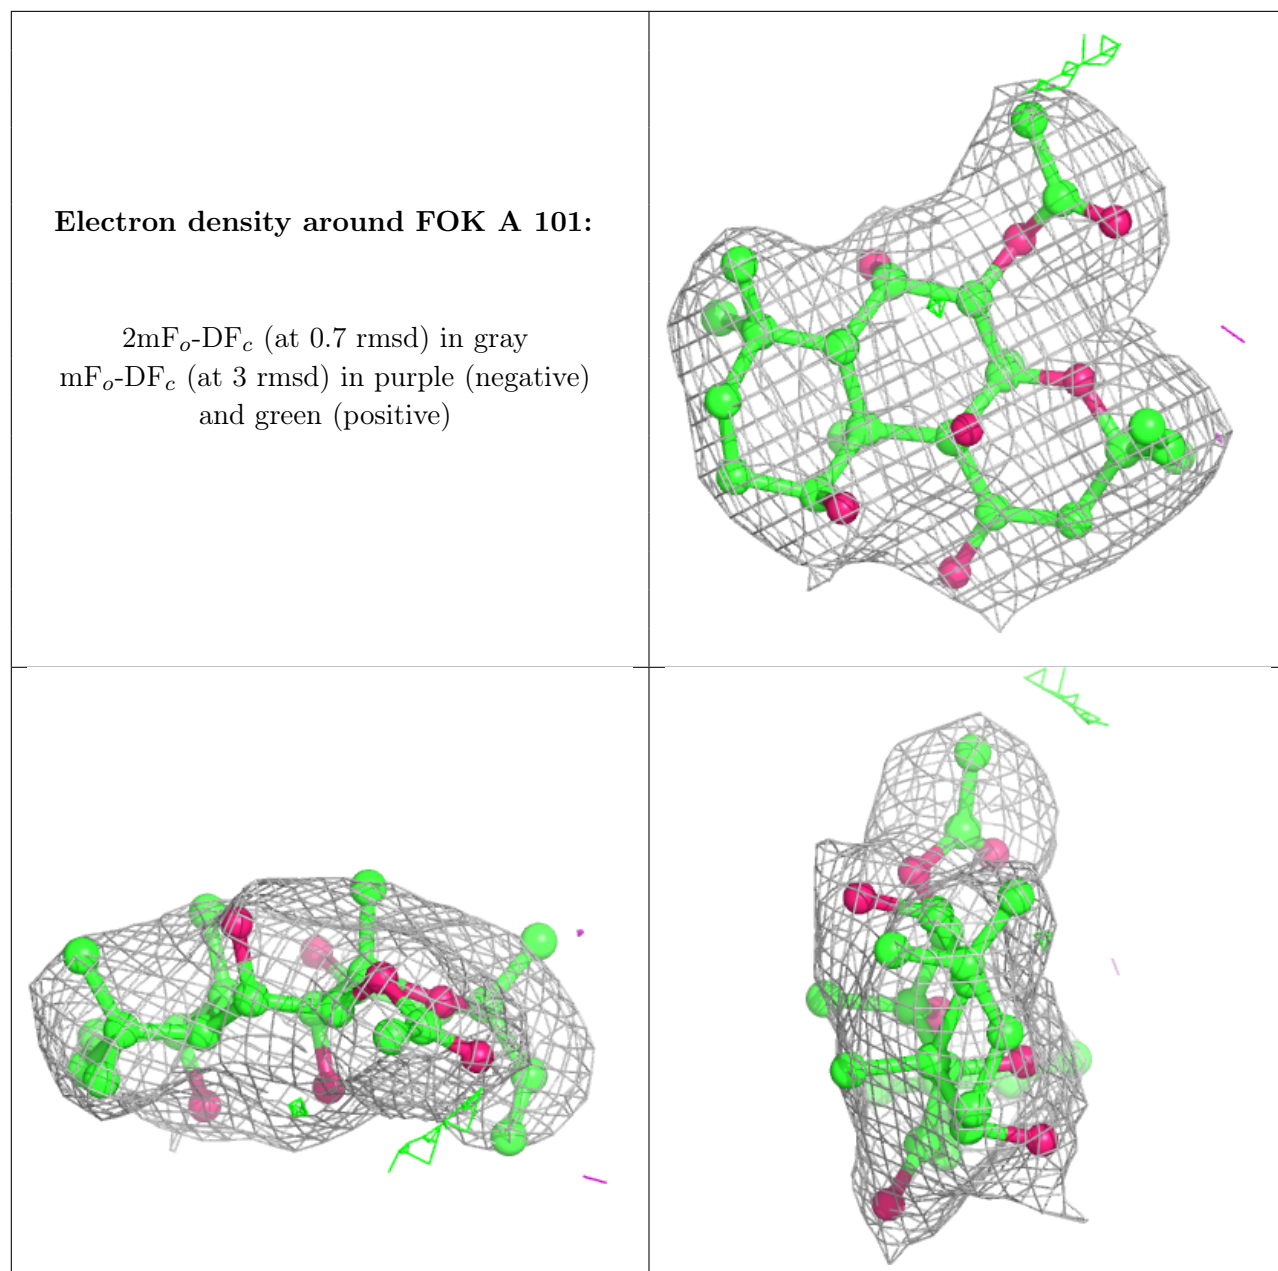 Electron density around FOK A 101:
2mFo-DFc (at 0.7 rmsd) in gray
mFo-DFc (at 3 rmsd) in purple (negative)
and green (positive)